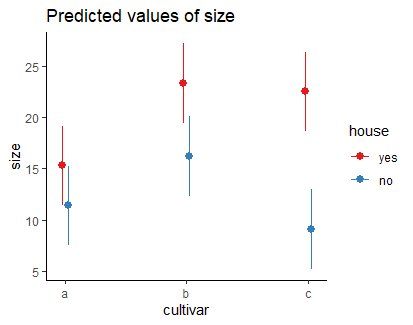 Predicted values of size
size
25
20
15
10
5
a b c
cultivar
house
yes
no